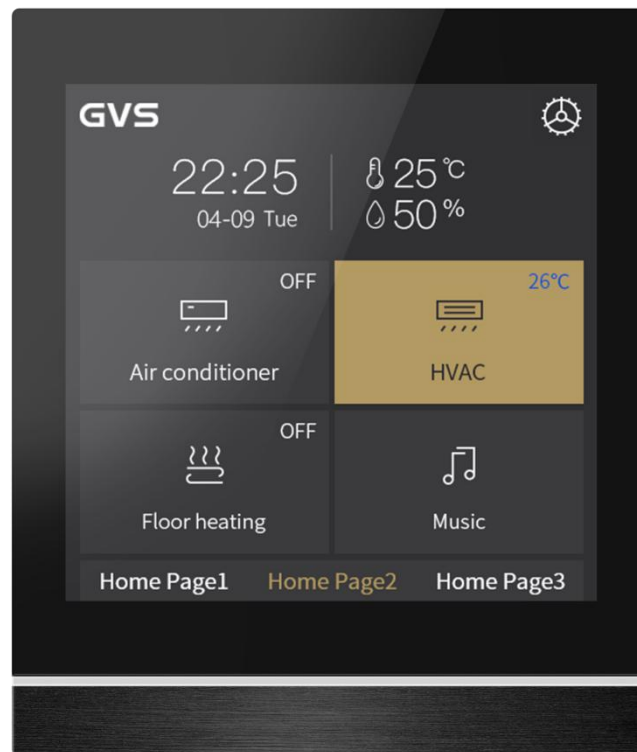 GVS
22:25
04-09 Tue
25℃
50%
OFF
Air conditioner
26℃
HVAC
OFF
Floor heating
Music
Home Page1 Home Page2 Home Page3